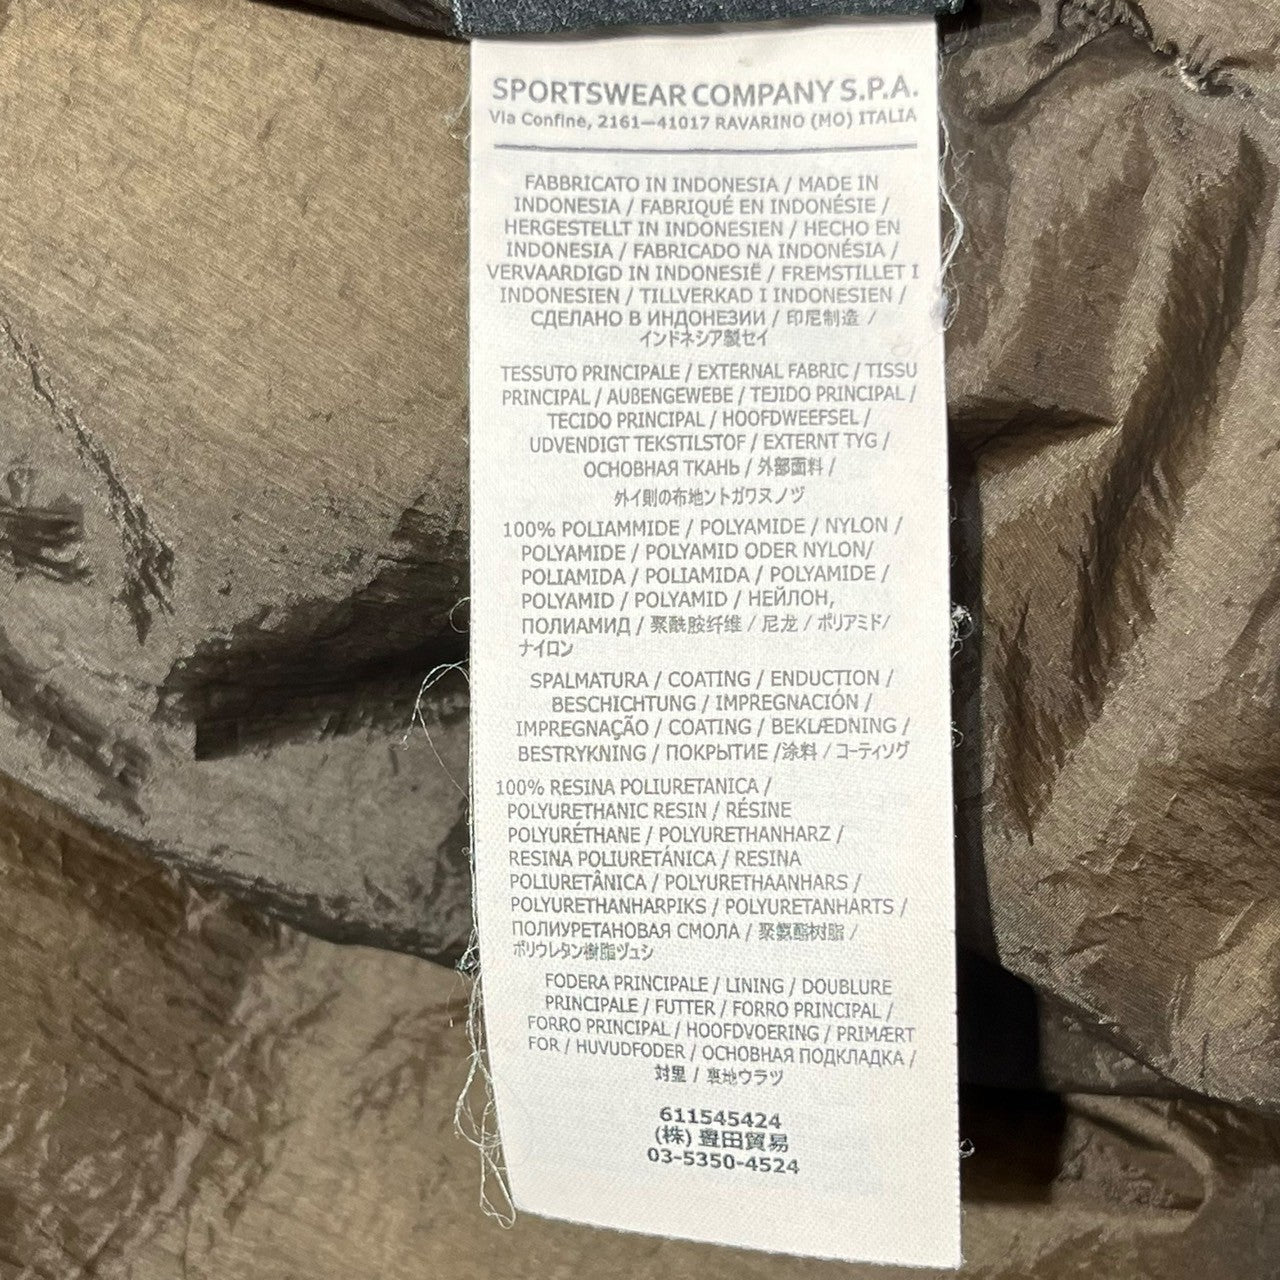 SPORTSWEAR COMPANY S.P.A.
Via Confine, 2161—41017 RAVARINO (MO) ITALIA
FABBRICATO IN INDONESIA / MADE IN
INDONESIA / FABRIQUÉ EN INDONÉSIE /
HERGESTELLT IN INDONESIEN / HECHO EN
INDONESIA / FABRICADO NA INDONÉSIA /
VERVAARDIGD IN INDONESIË / FREMSTILLET I
INDONESIEN / TILLVERKAD I INDONESIEN /
СДЕЛАНО В ИНДОНЕЗИИ / 印尼制造 /
インドネシア製セイ
TESSUTO PRINCIPALE / EXTERNAL FABRIC / TISSU
PRINCIPAL / AUßENGEWEBE / TEJIDO PRINCIPAL /
TECIDO PRINCIPAL / HOOFDWEEFSEL /
UDVENDIGT TEKSTILSTOF / EXTERNT TYG /
ОСНОВНАЯ ТКАНЬ / 外部面料 /
外イ則の布地ントガワヌノヅ
100% POLIAMMIDE / POLYAMIDE / NYLON /
POLYAMIDE / POLYAMID ODER NYLON/
POLIAMIDA / POLIAMIDA / POLYAMIDE /
POLYAMID / POLYAMID / НЕЙЛОН,
ПОЛИАМИД / 聚酰胺纤维 / 尼龙 / ポリアミド/
ナイロン
SPALMATURA / COATING / ENDUCTION /
BESCHICHTUNG / IMPREGNACIÓN /
IMPREGNAÇÃO / COATING / BEKLÆDNING /
BESTRYKNING / ПОКРЫТИЕ /涂料 / コーティソグ
100% RESINA POLIURETANICA /
POLYURETHANIC RESIN / RÉSINE
POLYURÉTHANE / POLYURETHANHARZ /
RESINA POLIURETÁNICA / RESINA
POLIURETÂNICA / POLYURETHAANHARS /
POLYURETHANHARPIKS / POLYURETANHARTS /
ПОЛИУРЕТАНОВАЯ СМОЛА / 聚氨酯树脂 /
ポリウレタン樹脂ヅュシ
FODERA PRINCIPALE / LINING / DOUBLURE
PRINCIPALE / FUTTER / FORRO PRINCIPAL /
FORRO PRINCIPAL / HOOFDVOERING / PRIMÆRT
FOR / HUVUDFODER / ОСНОВНАЯ ПОДКЛАДКА /
対里 / 裏地ウラツ
611545424
(株) 豊田貿易
03-5350-4524